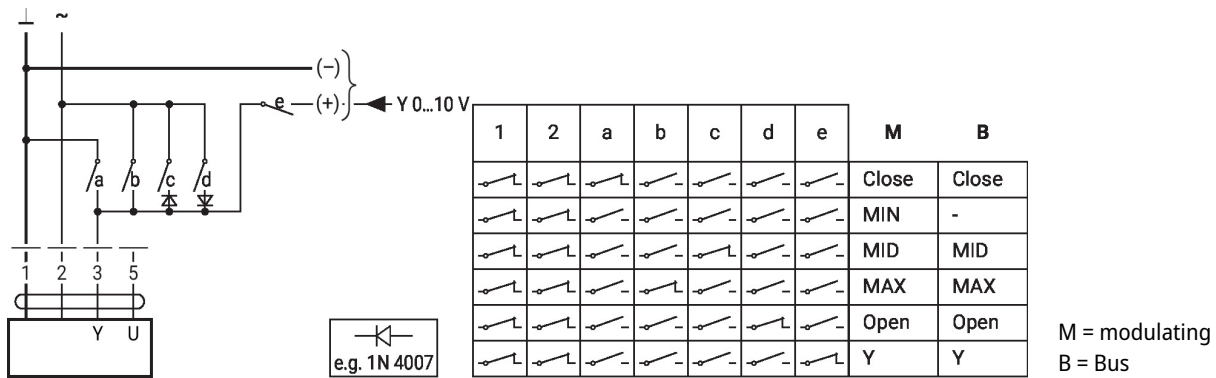 ⊥ ~
(–)
e (+) Y 0...10 V
a b c d
1 2 3 5
Y U
e.g. 1N 4007
1 2 a b c d e M B
Close Close
MIN -
MID MID
MAX MAX
Open Open
Y Y
M = modulating
B = Bus